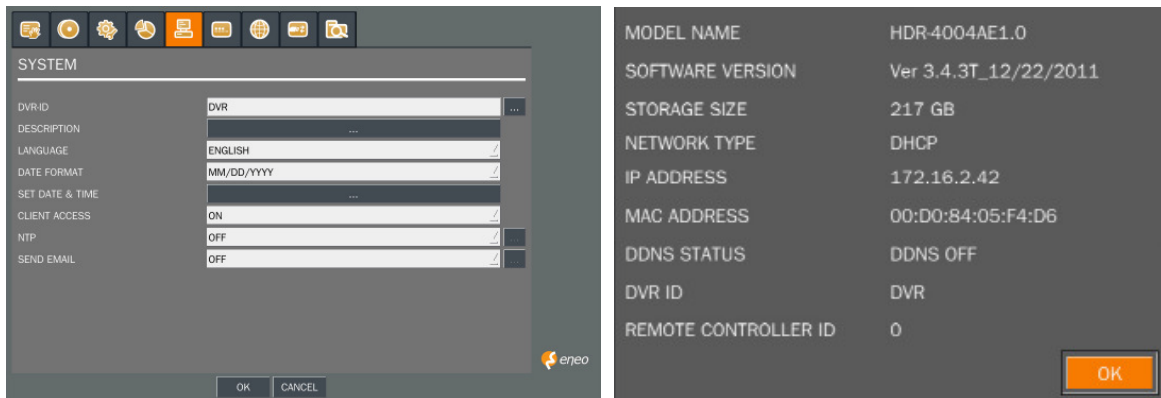 SYSTEM
DVR-ID DVR ...
DESCRIPTION ...
LANGUAGE ENGLISH
DATE FORMAT MM/DD/YYYY
SET DATE & TIME ...
CLIENT ACCESS ON
NTP OFF ...
SEND EMAIL OFF ...
eneo
OK CANCEL
MODEL NAME HDR-4004AE1.0
SOFTWARE VERSION Ver 3.4.3T_12/22/2011
STORAGE SIZE 217 GB
NETWORK TYPE DHCP
IP ADDRESS 172.16.2.42
MAC ADDRESS 00:D0:84:05:F4:D6
DDNS STATUS DDNS OFF
DVR ID DVR
REMOTE CONTROLLER ID 0
OK